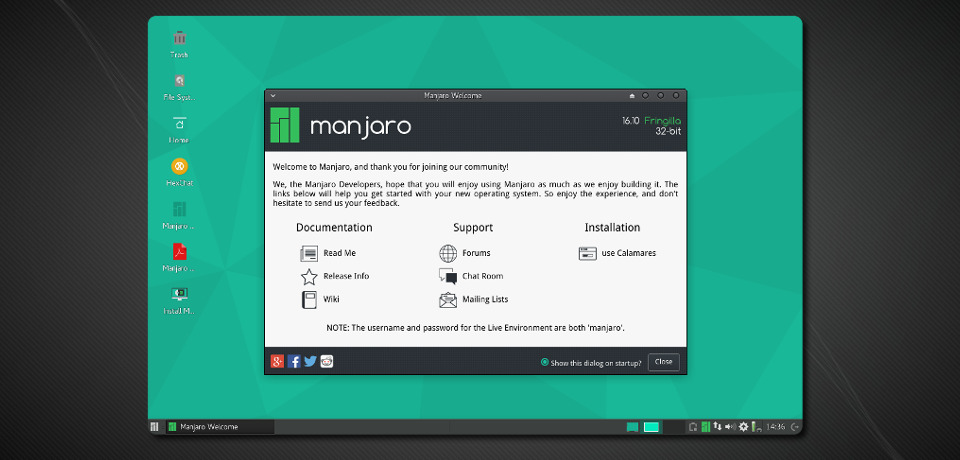 Trash
File Sys...
Home
HexChat
Manjaro ...
Manjaro ...
Install M...
Manjaro Welcome
manjaro
16.10 Fringilla
32-bit
Welcome to Manjaro, and thank you for joining our community!
We, the Manjaro Developers, hope that you will enjoy using Manjaro as much as we enjoy building it. The
links below will help you get started with your new operating system. So enjoy the experience, and don't
hesitate to send us your feedback.
Documentation
Read Me
Release Info
Wiki
Support
Forums
Chat Room
Mailing Lists
Installation
use Calamares
NOTE: The username and password for the Live Environment are both 'manjaro'.
Show this dialog on startup?
Close
Manjaro Welcome
14:36